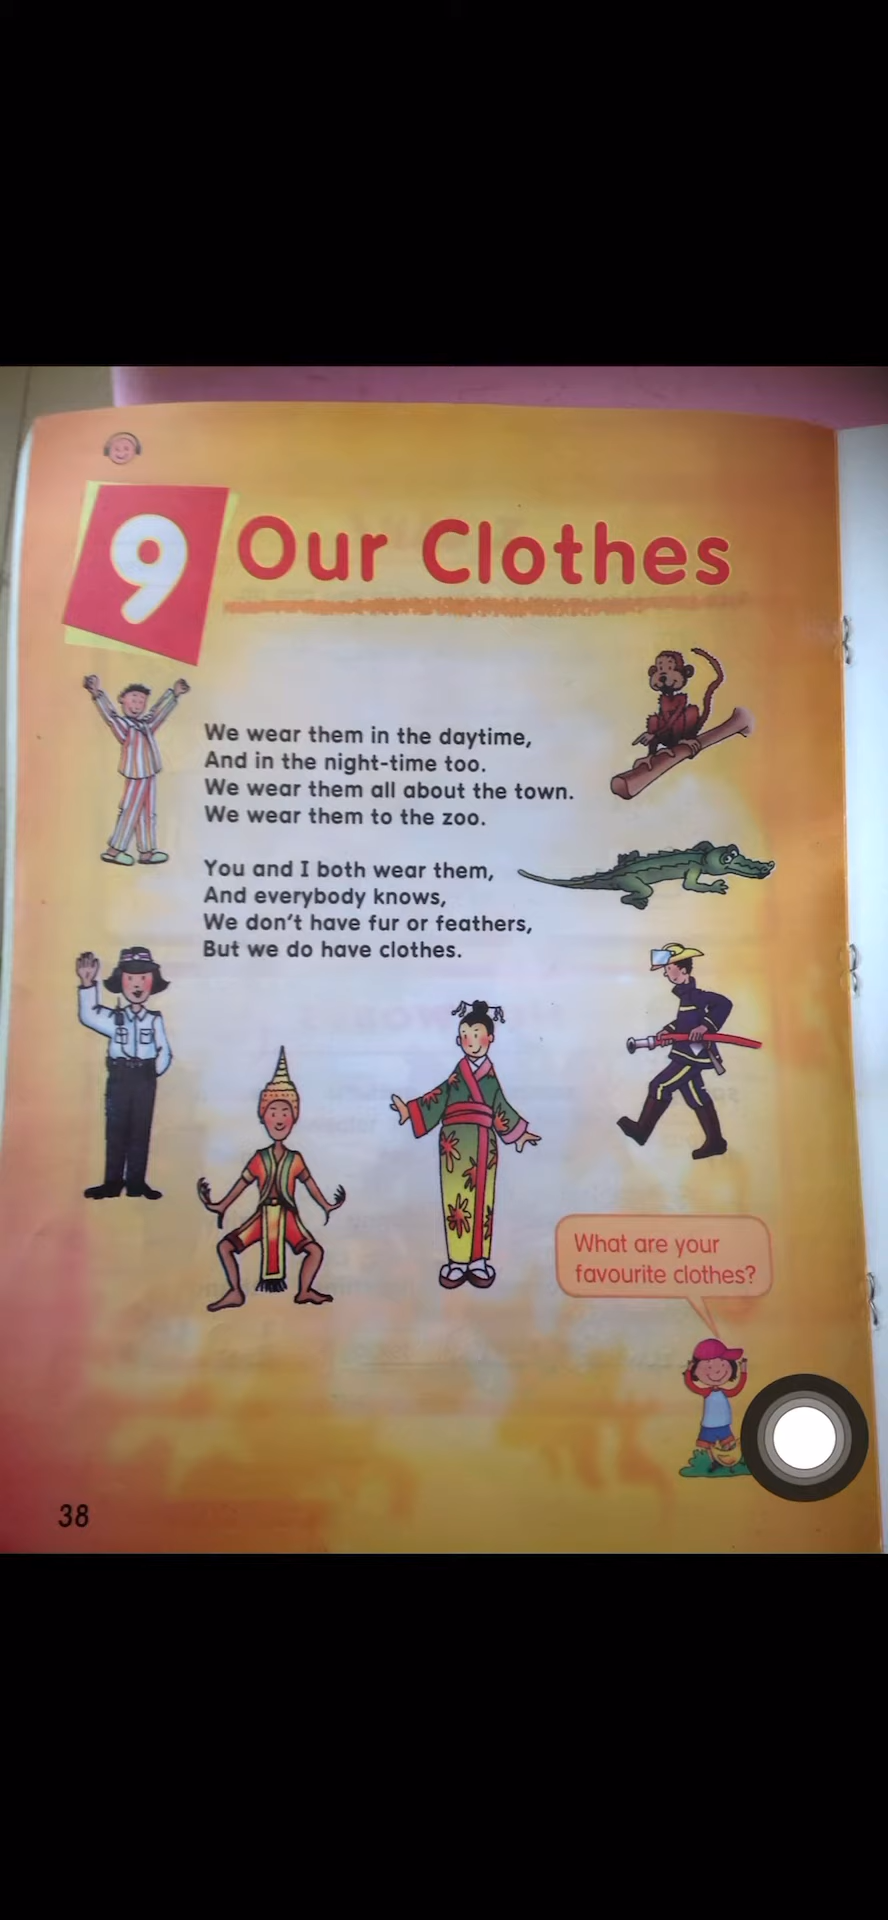 9 Our Clothes
We wear them in the daytime,
And in the night-time too.
We wear them all about the town.
We wear them to the zoo.
You and I both wear them,
And everybody knows,
We don't have fur or feathers,
But we do have clothes.
What are your
favourite clothes?
38